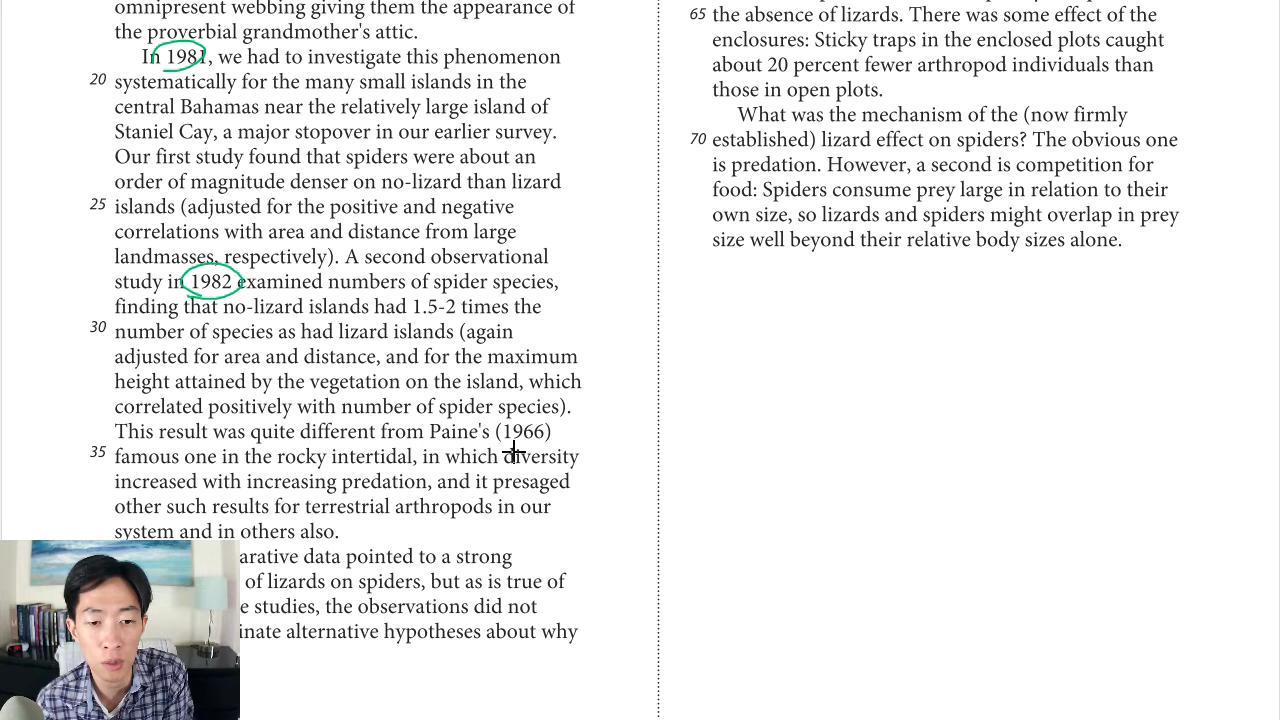 omnipresent webbing giving them the appearance of
the proverbial grandmother's attic.
In 1981, we had to investigate this phenomenon
20 systematically for the many small islands in the
central Bahamas near the relatively large island of
Staniel Cay, a major stopover in our earlier survey.
Our first study found that spiders were about an
order of magnitude denser on no-lizard than lizard
25 islands (adjusted for the positive and negative
correlations with area and distance from large
landmasses, respectively). A second observational
study in 1982 examined numbers of spider species,
finding that no-lizard islands had 1.5-2 times the
30 number of species as had lizard islands (again
adjusted for area and distance, and for the maximum
height attained by the vegetation on the island, which
correlated positively with number of spider species).
This result was quite different from Paine's (1966)
35 famous one in the rocky intertidal, in which diversity
increased with increasing predation, and it presaged
other such results for terrestrial arthropods in our
system and in others also.
arative data pointed to a strong
of lizards on spiders, but as is true of
e studies, the observations did not
inate alternative hypotheses about why
65 the absence of lizards. There was some effect of the
enclosures: Sticky traps in the enclosed plots caught
about 20 percent fewer arthropod individuals than
those in open plots.
What was the mechanism of the (now firmly
70 established) lizard effect on spiders? The obvious one
is predation. However, a second is competition for
food: Spiders consume prey large in relation to their
own size, so lizards and spiders might overlap in prey
size well beyond their relative body sizes alone.